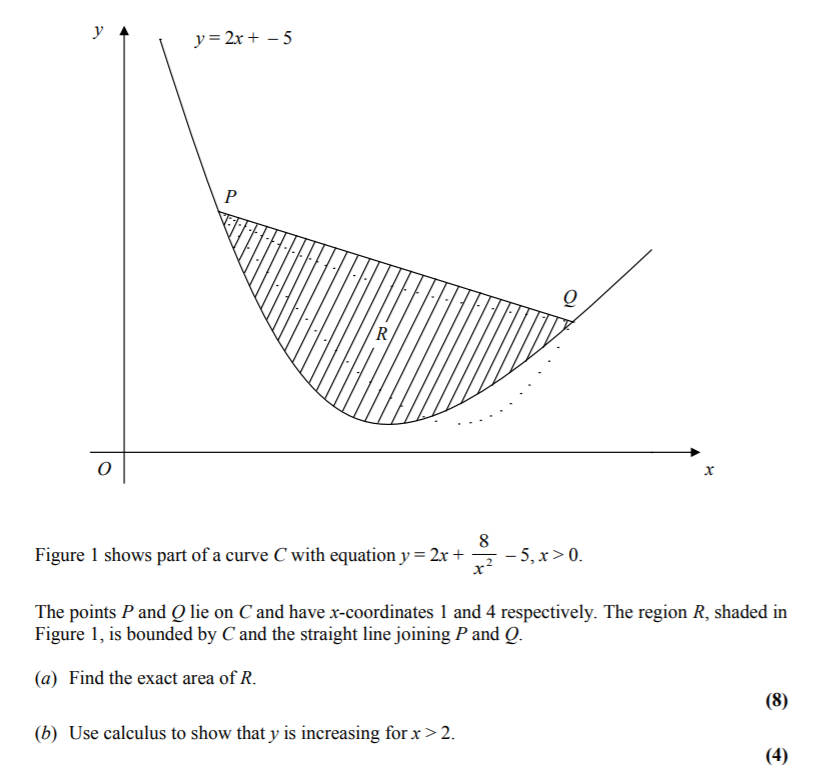 y
y = 2x + – 5
P
Q
R
O
x
Figure 1 shows part of a curve C with equation y = 2x + 8/x² – 5, x > 0.
The points P and Q lie on C and have x-coordinates 1 and 4 respectively. The region R, shaded in
Figure 1, is bounded by C and the straight line joining P and Q.
(a) Find the exact area of R.
(8)
(b) Use calculus to show that y is increasing for x > 2.
(4)